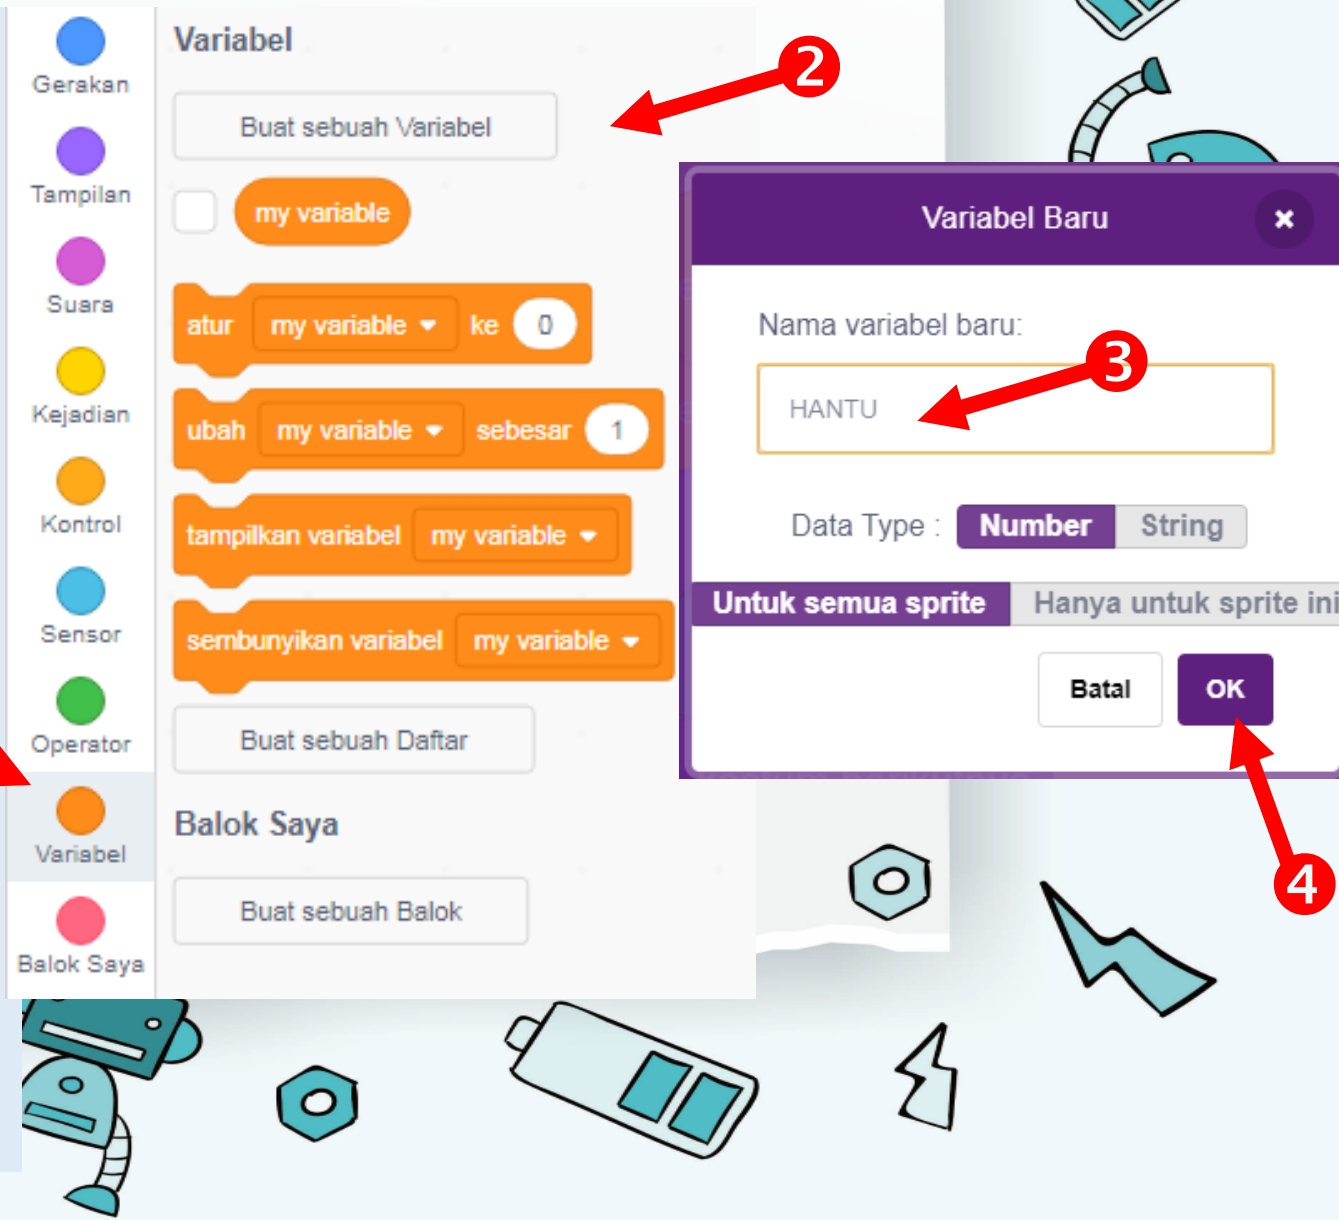 Gerakan
Tampilan
Suara
Kejadian
Kontrol
Sensor
Operator
Variabel
Balok Saya
Variabel
2
Buat sebuah Variabel
my variable
atur my variable ke 0
ubah my variable sebesar 1
tampilkan variabel my variable
sembunyikan variabel my variable
Buat sebuah Daftar
Balok Saya
Buat sebuah Balok
Variabel Baru
Nama variabel baru:
3
HANTU
Data Type : Number String
Untuk semua sprite Hanya untuk sprite ini
Batal OK
4